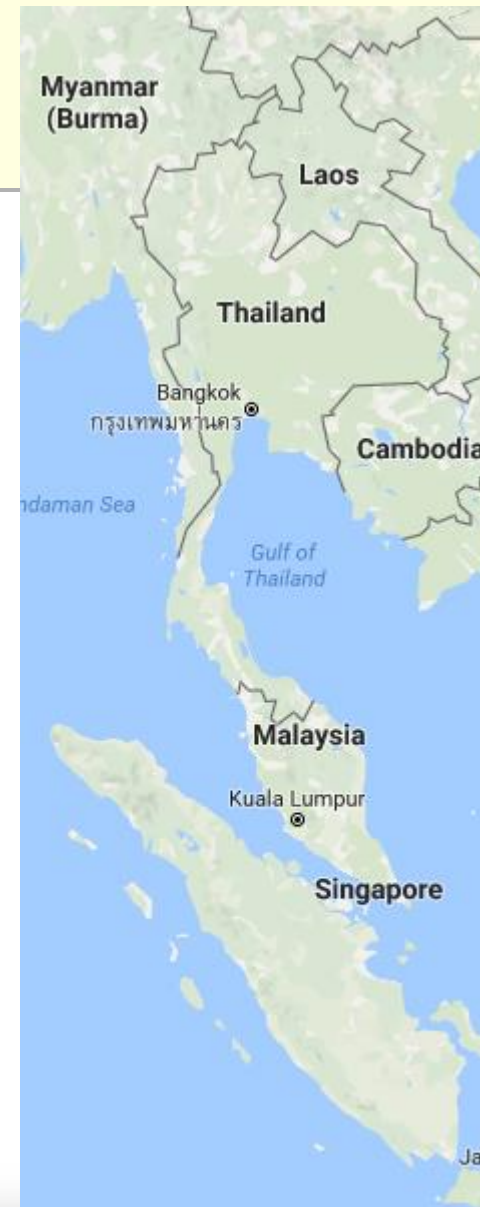 Myanmar
(Burma)
Laos
Thailand
Bangkok
กรุงเทพมหานคร
Cambodia
ndaman Sea
Gulf of
Thailand
Malaysia
Kuala Lumpur
Singapore
Ja